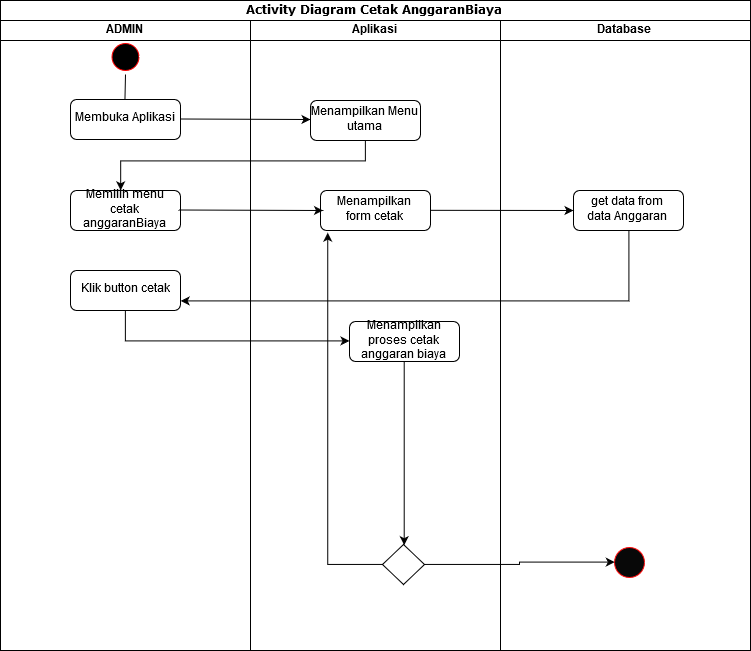 Activity Diagram Cetak AnggaranBiaya
ADMIN
Aplikasi
Database
Membuka Aplikasi
Menampilkan Menu
utama
Memilih menu
cetak
anggaranBiaya
Menampilkan
form cetak
get data from
data Anggaran
Klik button cetak
Menampilkan
proses cetak
anggaran biaya